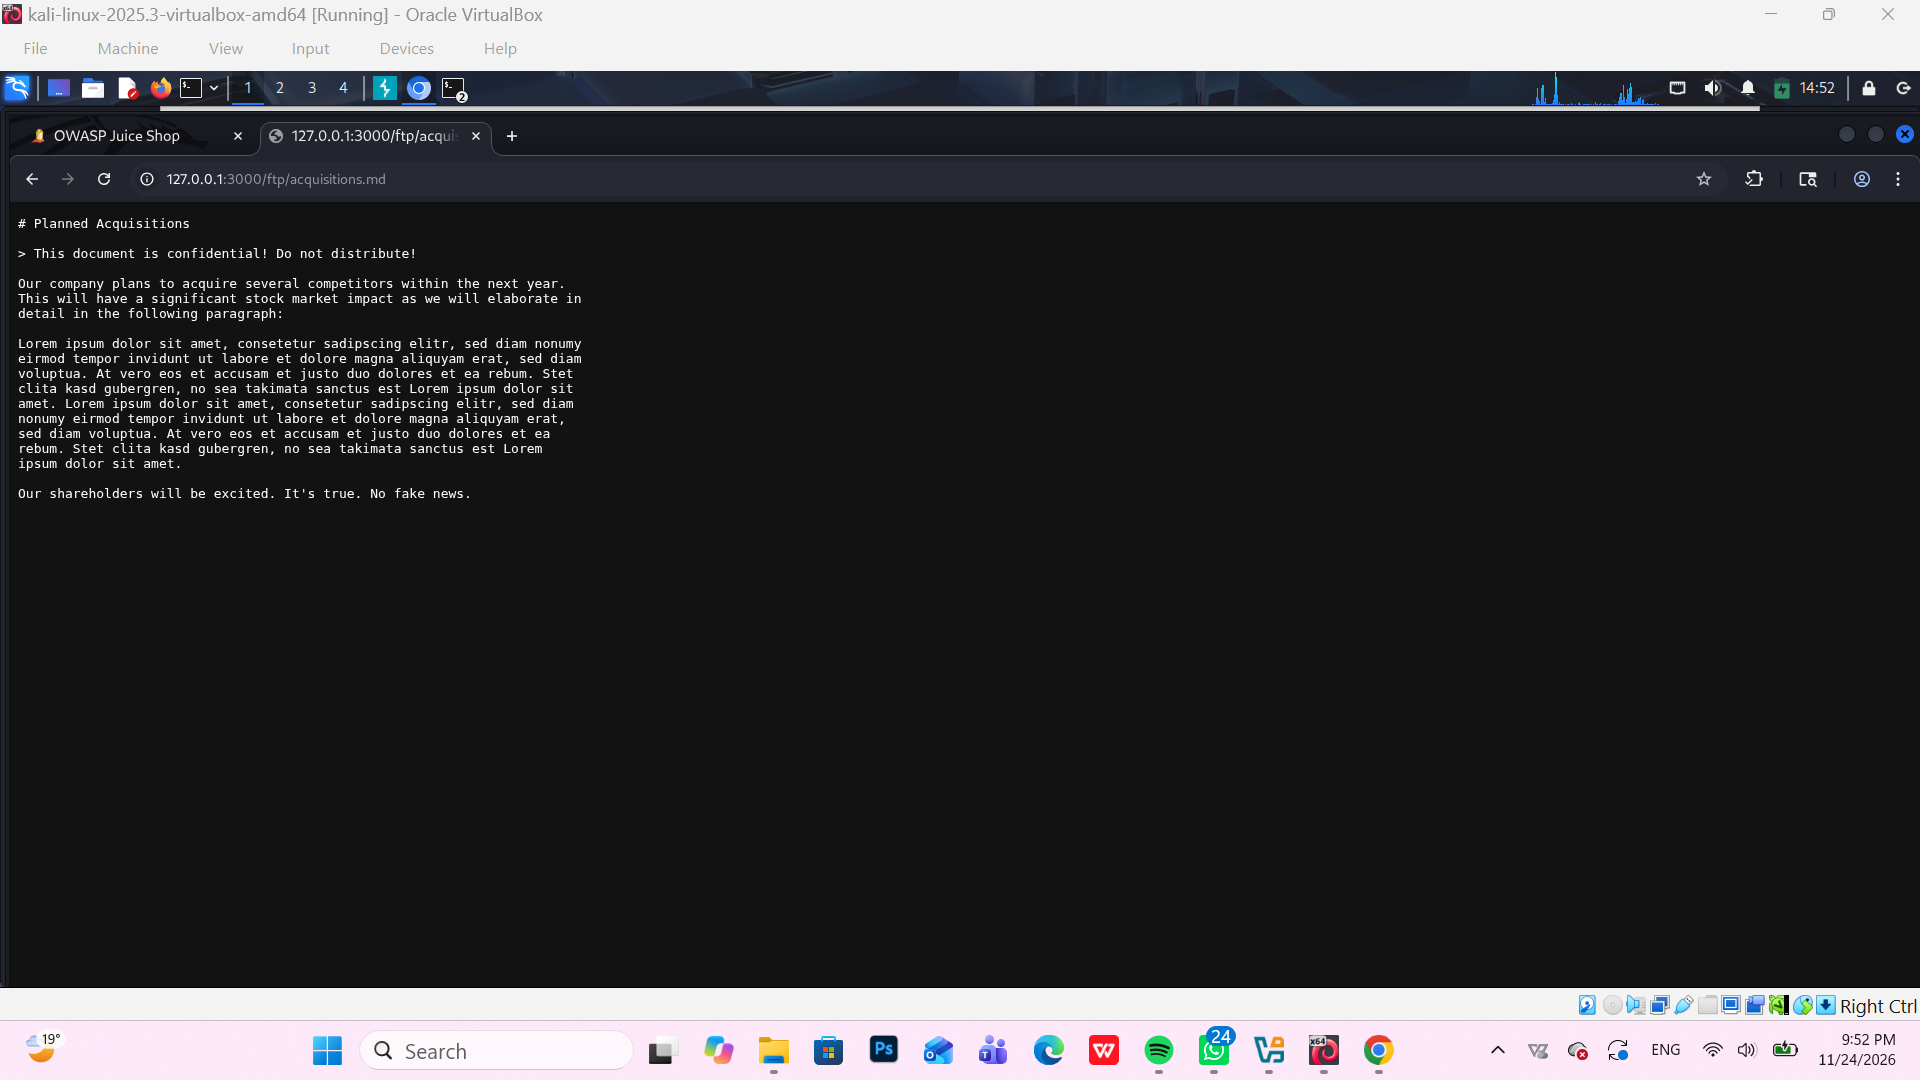 kali-linux-2025.3-virtualbox-amd64 [Running] - Oracle VirtualBox
File Machine View Input Devices Help
1 2 3 4 2 14:52
OWASP Juice Shop 127.0.0.1:3000/ftp/acquis
127.0.0.1:3000/ftp/acquisitions.md
# Planned Acquisitions
> This document is confidential! Do not distribute!
Our company plans to acquire several competitors within the next year.
This will have a significant stock market impact as we will elaborate in
detail in the following paragraph:
Lorem ipsum dolor sit amet, consetetur sadipscing elitr, sed diam nonumy
eirmod tempor invidunt ut labore et dolore magna aliquyam erat, sed diam
voluptua. At vero eos et accusam et justo duo dolores et ea rebum. Stet
clita kasd gubergren, no sea takimata sanctus est Lorem ipsum dolor sit
amet. Lorem ipsum dolor sit amet, consetetur sadipscing elitr, sed diam
nonumy eirmod tempor invidunt ut labore et dolore magna aliquyam erat,
sed diam voluptua. At vero eos et accusam et justo duo dolores et ea
rebum. Stet clita kasd gubergren, no sea takimata sanctus est Lorem
ipsum dolor sit amet.
Our shareholders will be excited. It's true. No fake news.
Right Ctrl
19°
Search
Ps
24
x64
ENG
9:52 PM
11/24/2026